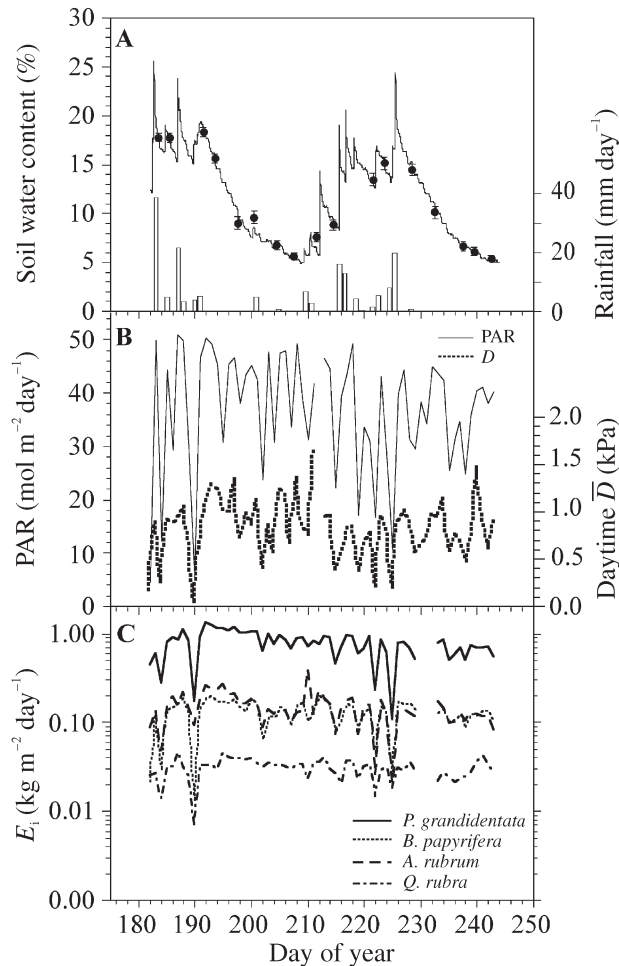 A
Soil water content (%)
30
25
20
15
10
5
0
Rainfall (mm day−1)
40
20
0
B
PAR
D
PAR (mol m−2 day−1)
50
40
30
20
10
0
Daytime D̅ (kPa)
2.0
1.5
1.0
0.5
0.0
C
Ei (kg m−2 day−1)
1.00
0.10
0.01
0.00
P. grandidentata
B. papyrifera
A. rubrum
Q. rubra
180 190 200 210 220 230 240 250
Day of year